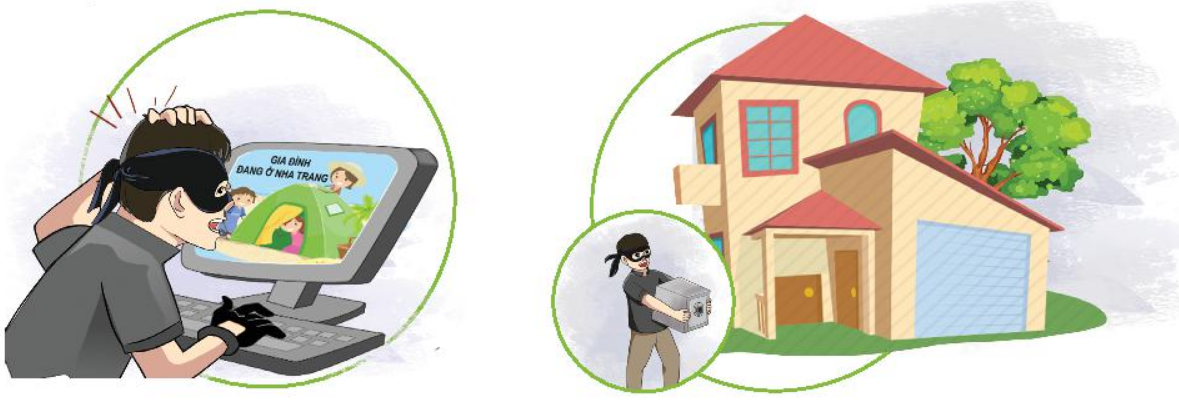 GIA ĐÌNH
ĐANG Ở NHA TRANG